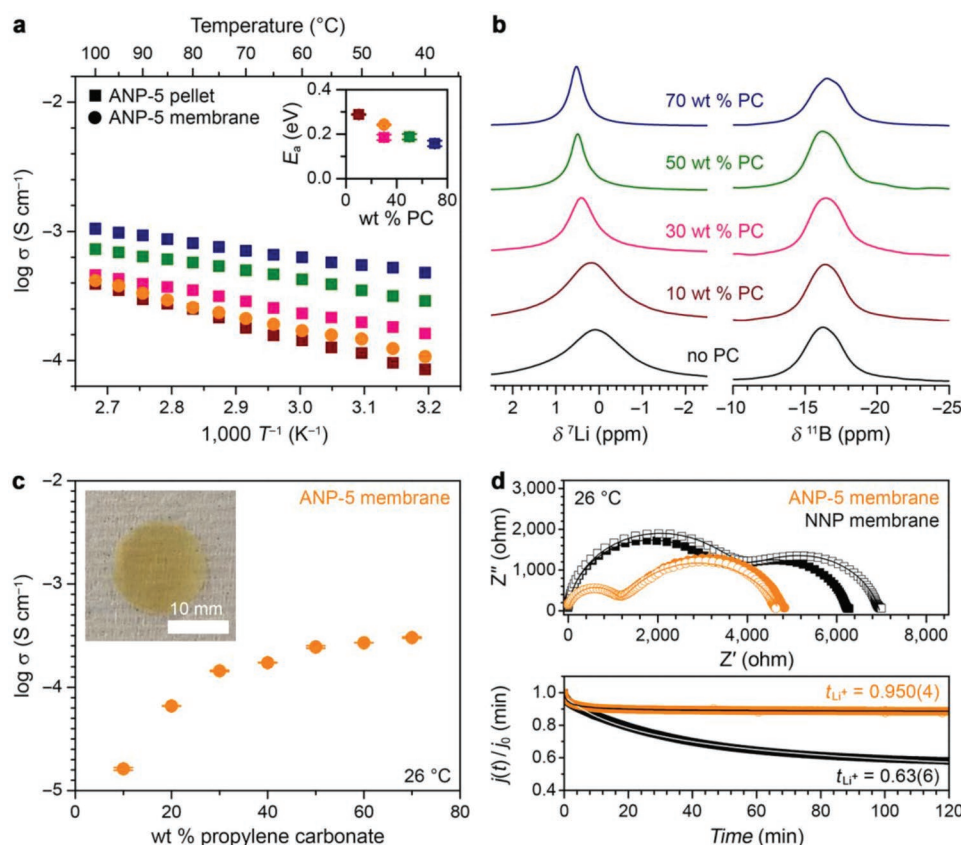 a
Temperature (°C)
100 90 80 70 60 50 40
ANP-5 pellet
ANP-5 membrane
Eₐ (eV)
0.4
0.2
0.0
0 40 80
wt % PC
log σ (S cm⁻¹)
−2
−3
−4
2.7 2.8 2.9 3.0 3.1 3.2
1,000 T⁻¹ (K⁻¹)
b
70 wt % PC
50 wt % PC
30 wt % PC
10 wt % PC
no PC
2 1 0 −1 −2
−10 −15 −20 −25
δ ⁷Li (ppm)
δ ¹¹B (ppm)
c
ANP-5 membrane
10 mm
log σ (S cm⁻¹)
−2
−3
−4
−5
26 °C
0 20 40 60 80
wt % propylene carbonate
d
26 °C
ANP-5 membrane
NNP membrane
Z″ (ohm)
3,200
2,000
1,000
0
0 2,000 4,000 6,000 8,000
Z′ (ohm)
j(t) / j₀ (min)
1.0
0.8
0.6
0.4
t Li⁺ = 0.950(4)
t Li⁺ = 0.63(6)
0 20 40 60 80 100 120
Time (min)